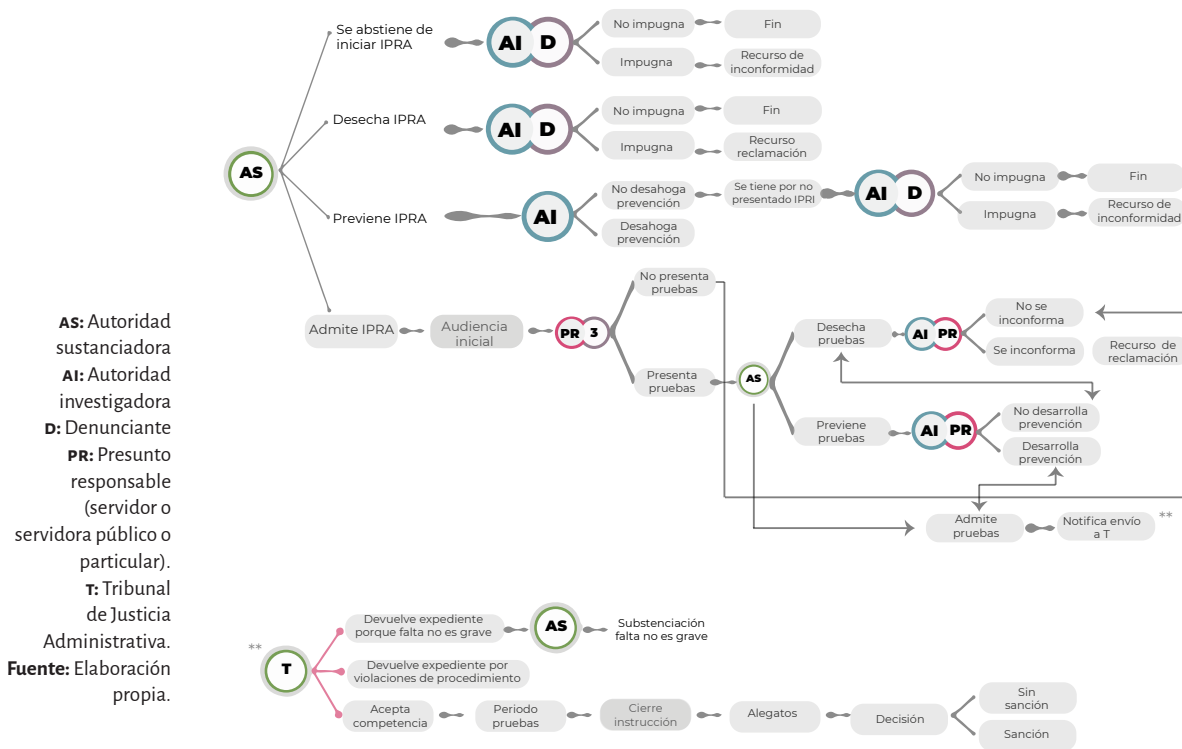 Se abstiene de
iniciar IPRA
AI D
No impugna
Fin
Impugna
Recurso de
inconformidad
Desecha IPRA
AI D
No impugna
Fin
Impugna
Recurso
reclamación
AS
Previene IPRA
AI
No desahoga
prevención
Se tiene por no
presentado IPRI
Desahoga
prevención
AI D
No impugna
Fin
Impugna
Recurso de
inconformidad
Admite IPRA
Audiencia
inicial
PR 3
No presenta
pruebas
Presenta
pruebas
AS
Desecha
pruebas
AI PR
No se
inconforma
Se inconforma
Recurso de
reclamación
Previene
pruebas
AI PR
No desarrolla
prevención
Desarrolla
prevención
Admite
pruebas
Notifica envío
a T
**
AS: Autoridad
sustanciadora
AI: Autoridad
investigadora
D: Denunciante
PR: Presunto
responsable
(servidor o
servidora público o
particular).
T: Tribunal
de Justicia
Administrativa.
Fuente: Elaboración
propia.
**
T
Devuelve expediente
porque falta no es grave
AS
Substenciación
falta no es grave
Devuelve expediente por
violaciones de procedimiento
Acepta
competencia
Periodo
pruebas
Cierre
instrucción
Alegatos
Decisión
Sin
sanción
Sanción